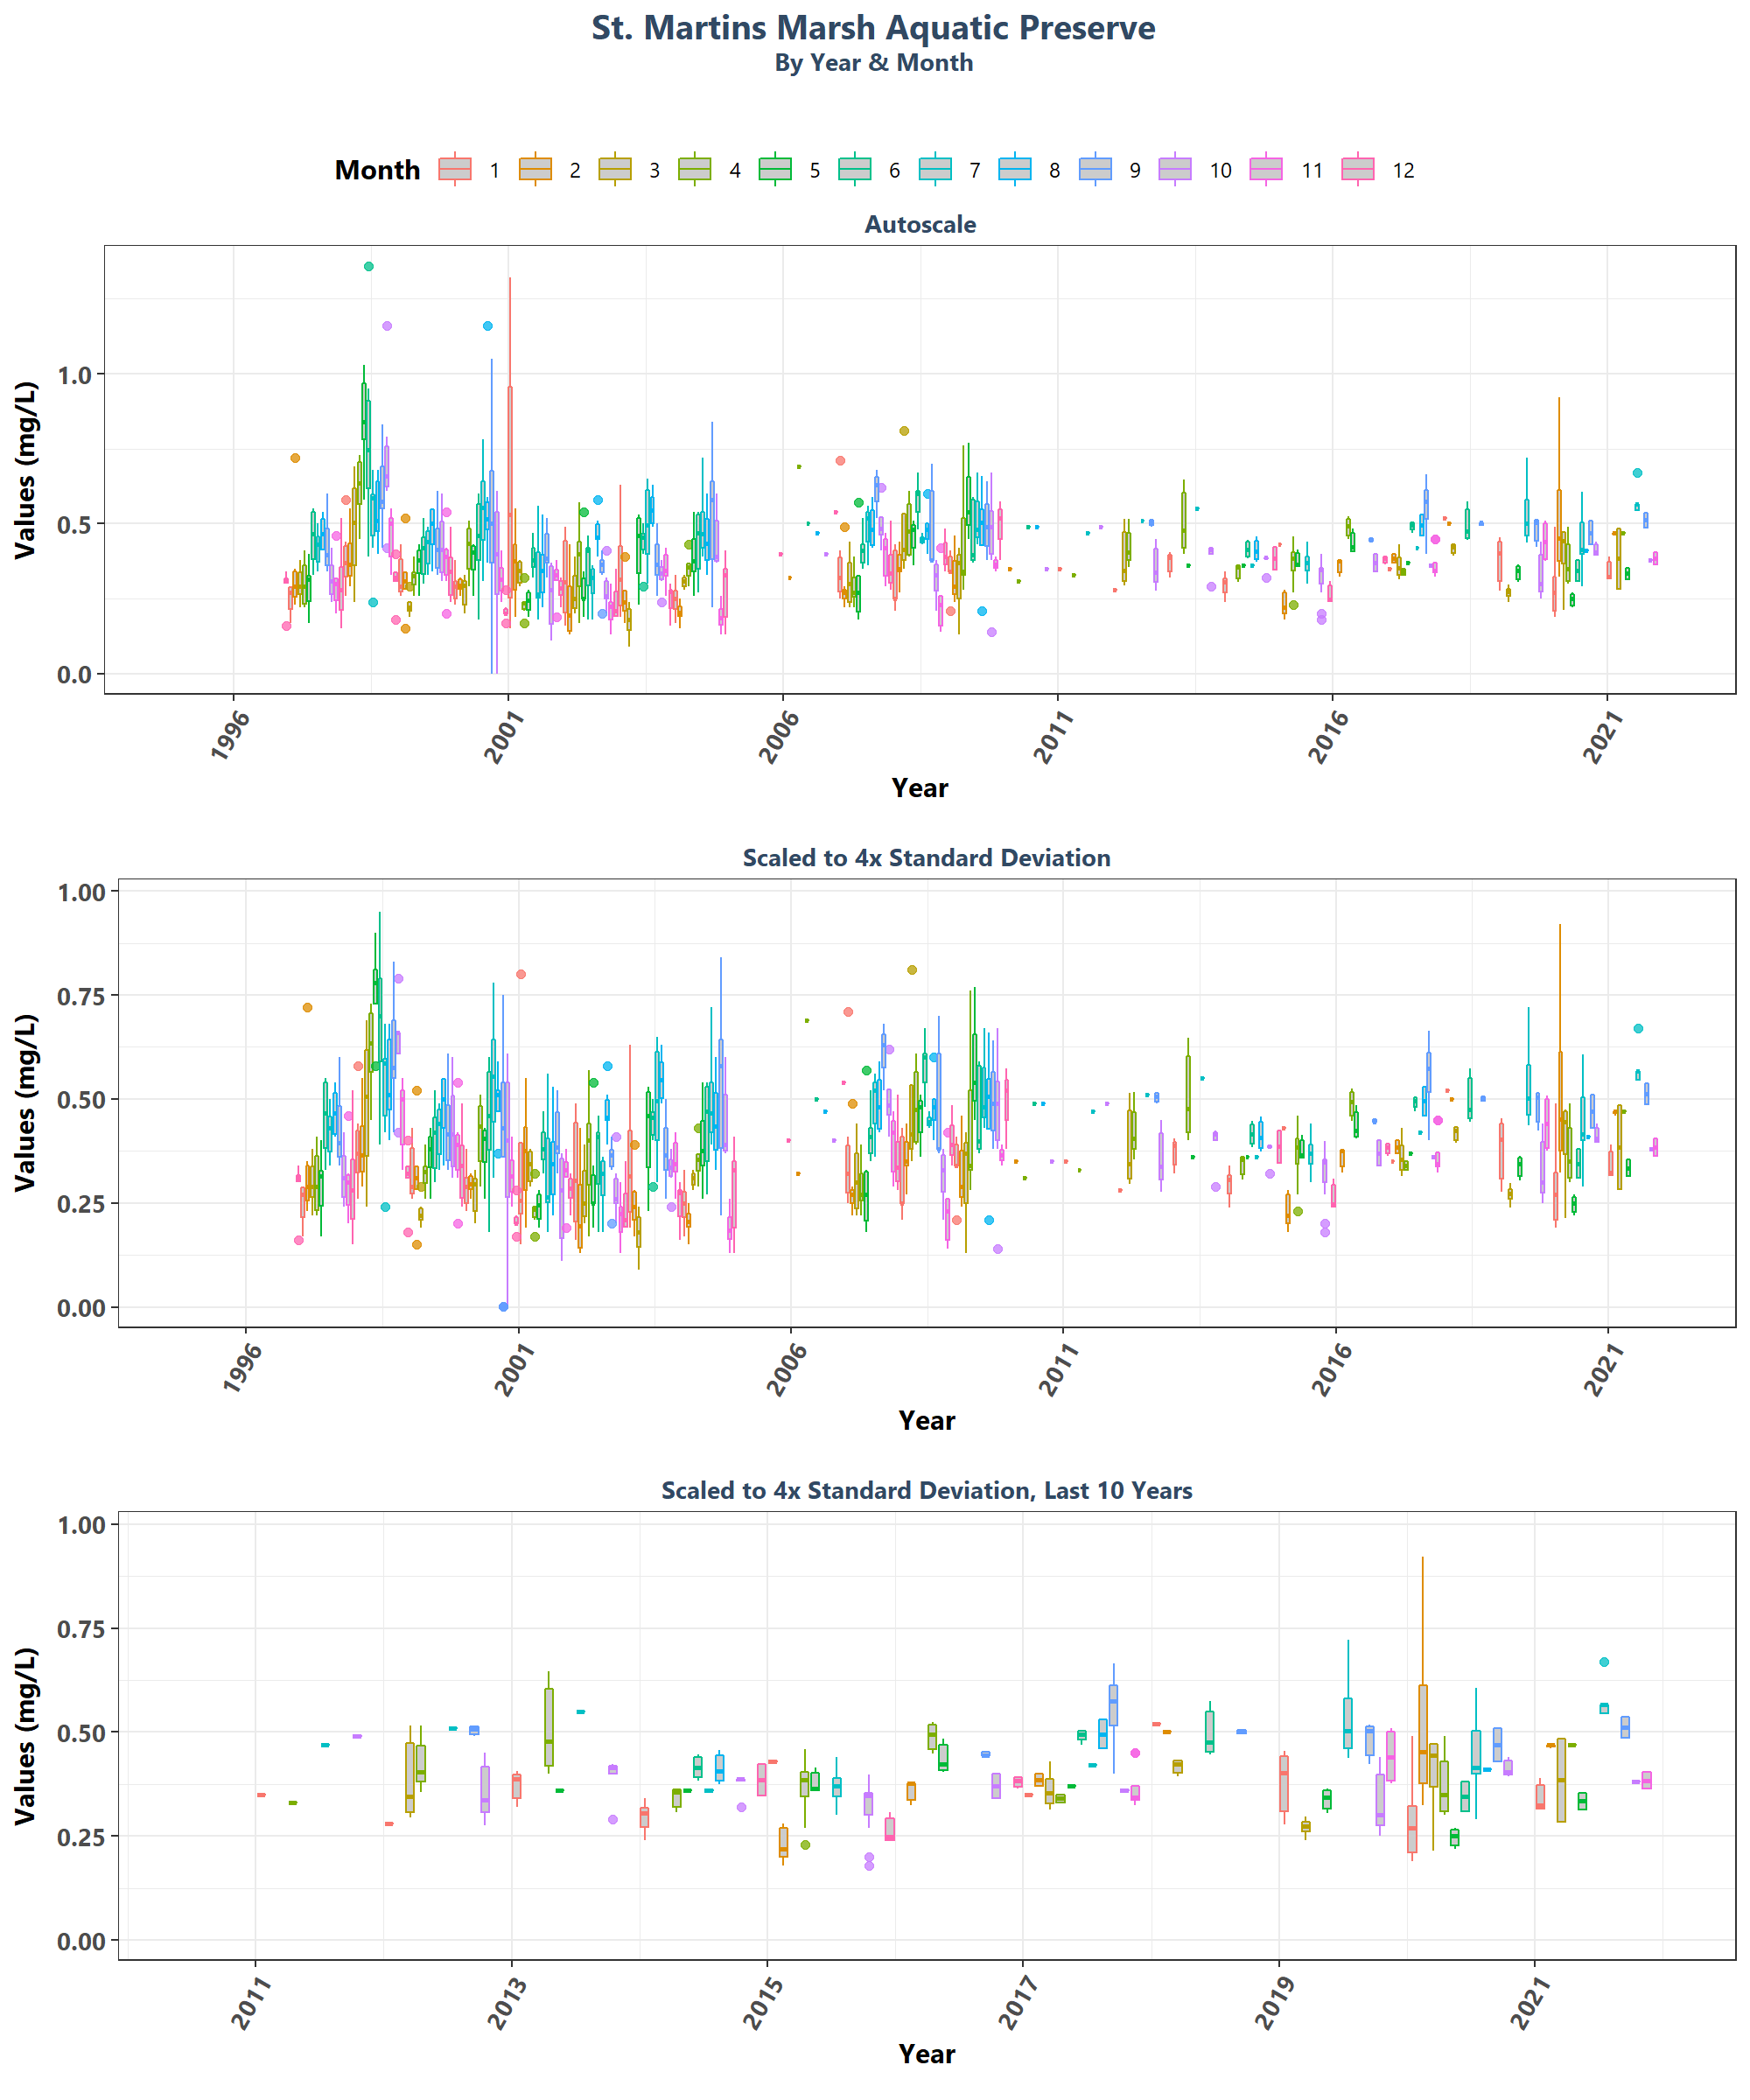 St. Martins Marsh Aquatic Preserve
By Year & Month
Month 1 2 3 4 5 6 7 8 9 10 11 12
Autoscale
Values (mg/L)
1.0
0.5
0.0
1996 2001 2006 2011 2016 2021
Year
Scaled to 4x Standard Deviation
Values (mg/L)
1.00
0.75
0.50
0.25
0.00
1996 2001 2006 2011 2016 2021
Year
Scaled to 4x Standard Deviation, Last 10 Years
Values (mg/L)
1.00
0.75
0.50
0.25
0.00
2011 2013 2015 2017 2019 2021
Year